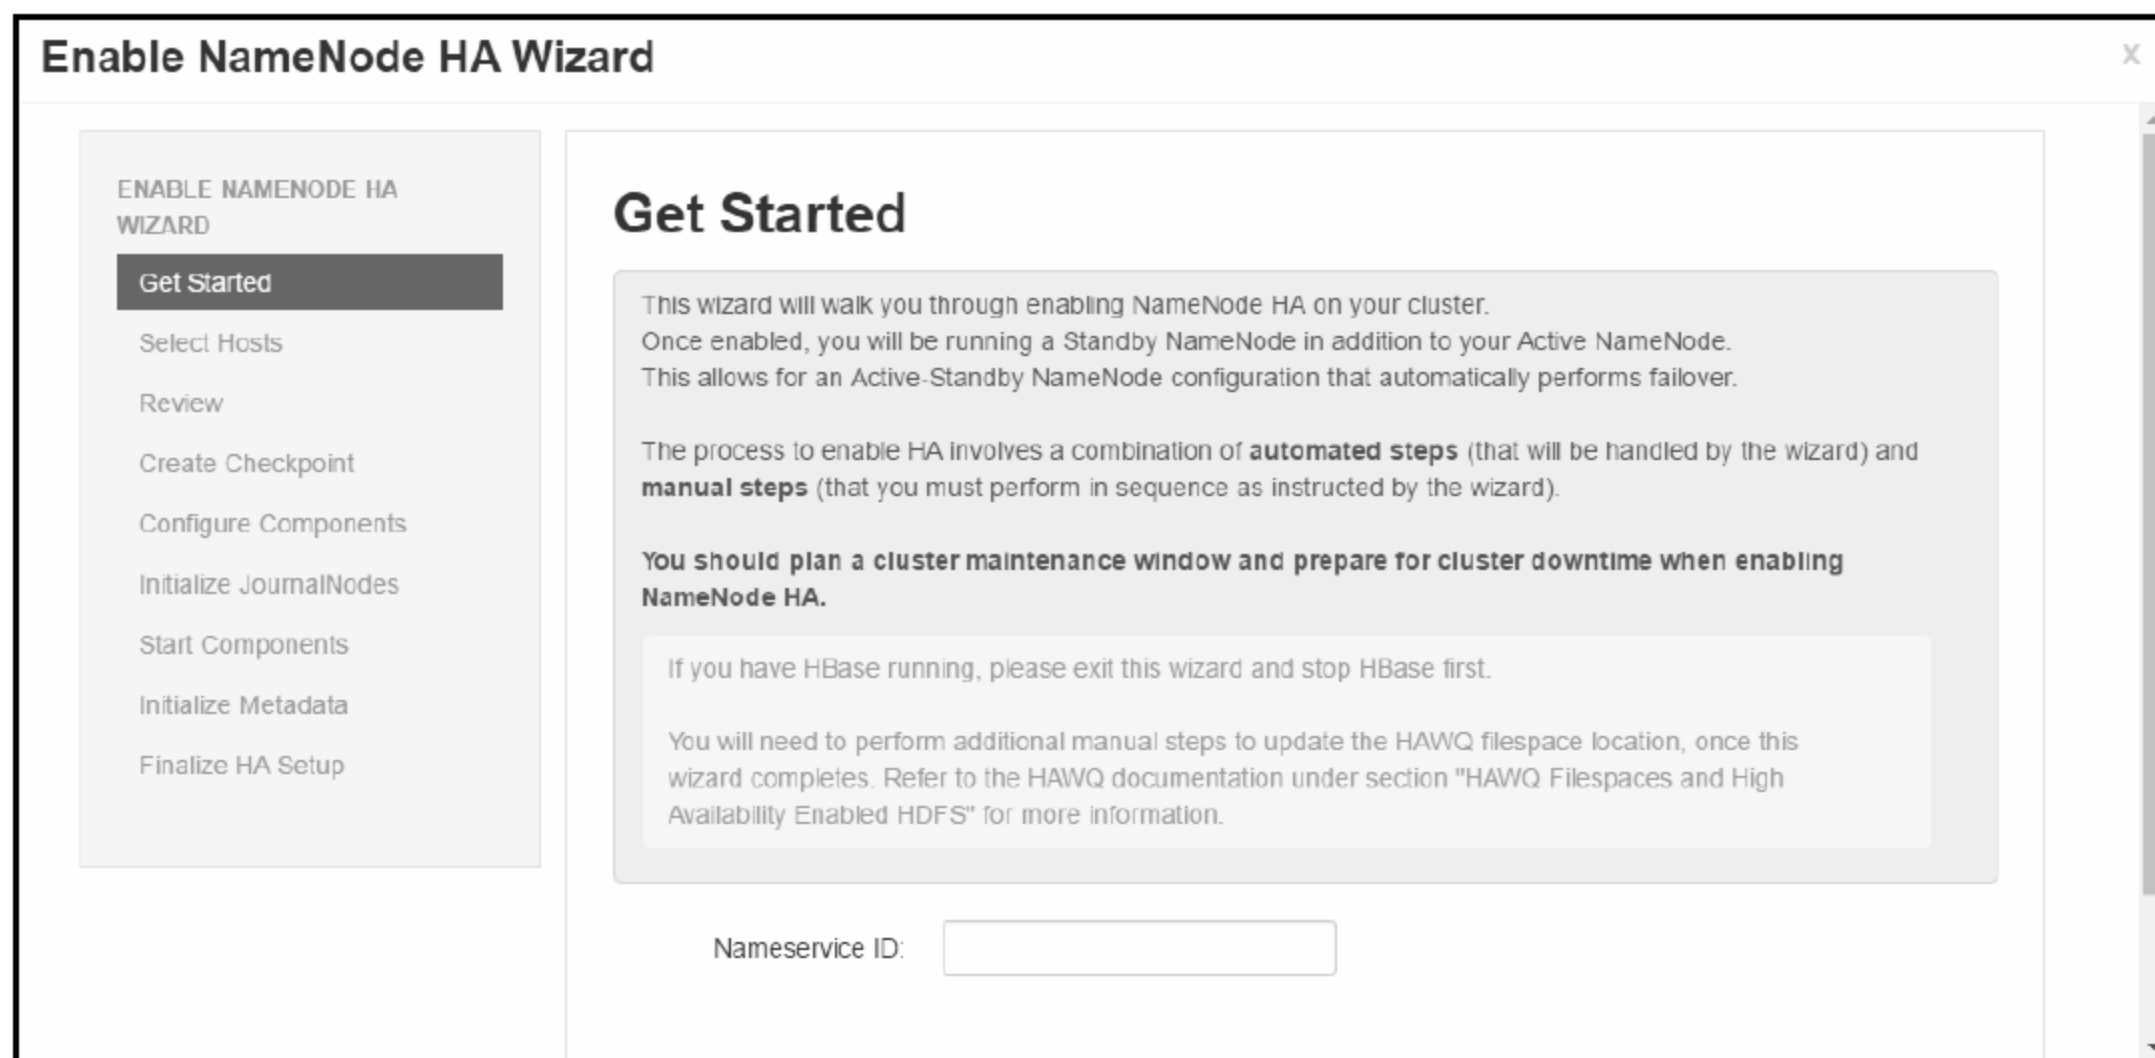 Enable NameNode HA Wizard
X
ENABLE NAMENODE HA
WIZARD
Get Started
Select Hosts
Review
Create Checkpoint
Configure Components
Initialize JournalNodes
Start Components
Initialize Metadata
Finalize HA Setup
Get Started
This wizard will walk you through enabling NameNode HA on your cluster.
Once enabled, you will be running a Standby NameNode in addition to your Active NameNode.
This allows for an Active-Standby NameNode configuration that automatically performs failover.
The process to enable HA involves a combination of automated steps (that will be handled by the wizard) and
manual steps (that you must perform in sequence as instructed by the wizard).
You should plan a cluster maintenance window and prepare for cluster downtime when enabling
NameNode HA.
If you have HBase running, please exit this wizard and stop HBase first.
You will need to perform additional manual steps to update the HAWQ filespace location, once this
wizard completes. Refer to the HAWQ documentation under section "HAWQ Filespaces and High
Availability Enabled HDFS" for more information.
Nameservice ID: